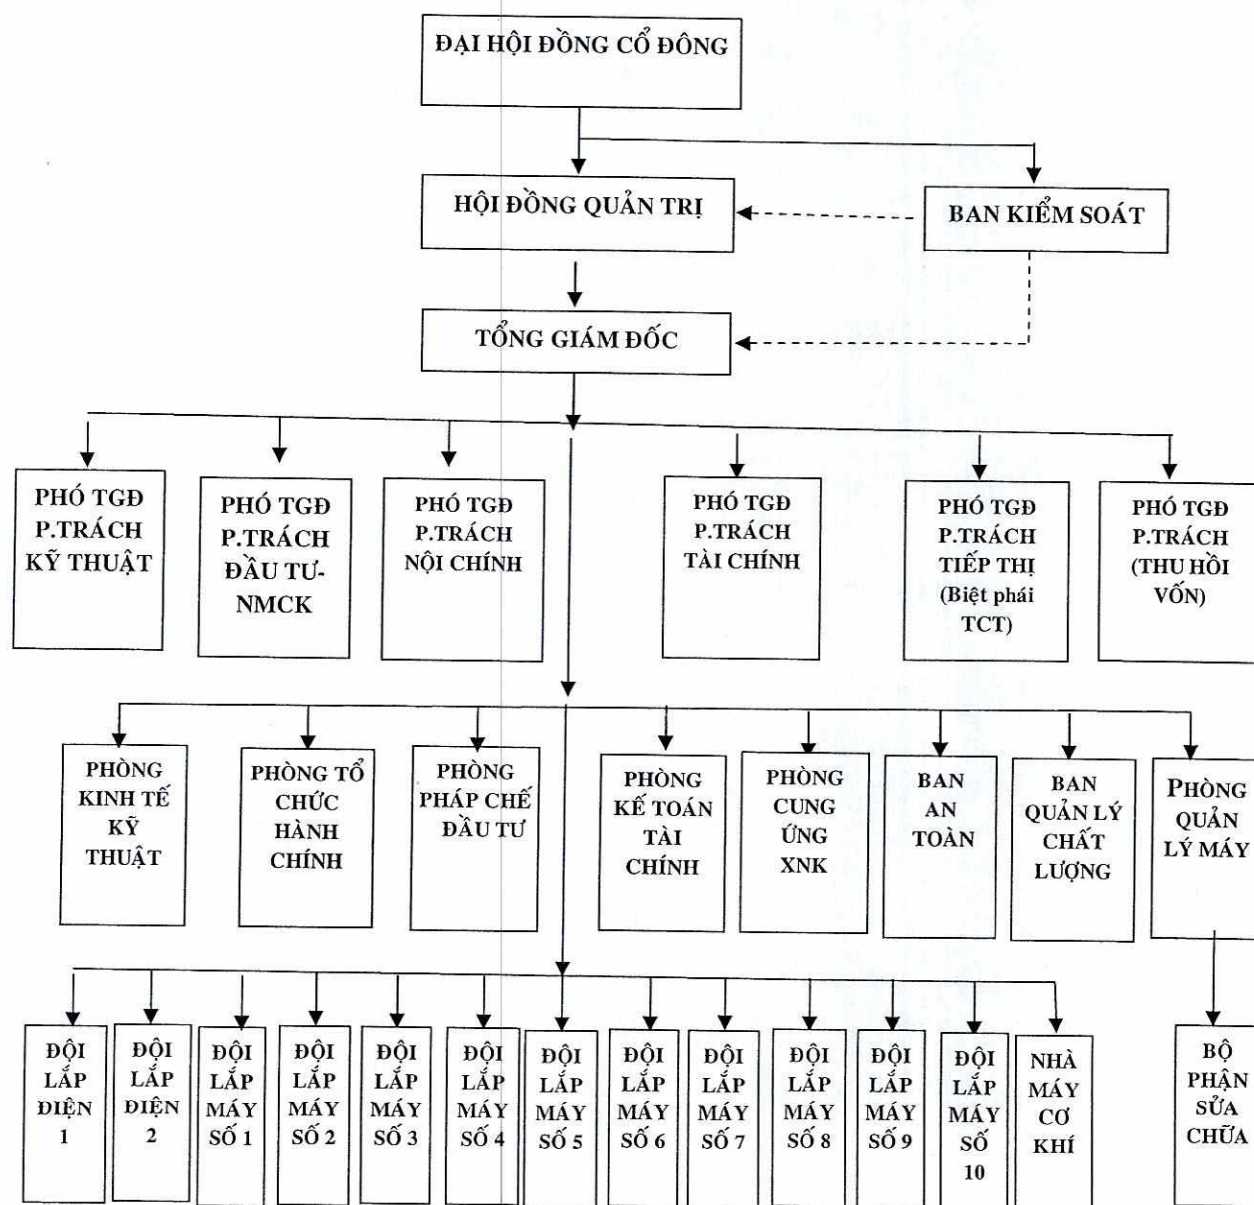 ĐẠI HỘI ĐỒNG CỔ ĐÔNG
HỘI ĐỒNG QUẢN TRỊ
BAN KIỂM SOÁT
TỔNG GIÁM ĐỐC
PHÓ TGĐ
P.TRÁCH
KỸ THUẬT
PHÓ TGĐ
P.TRÁCH
ĐẦU TƯ-
NMCK
PHÓ TGĐ
P.TRÁCH
NỘI CHÍNH
PHÓ TGĐ
P.TRÁCH
TÀI CHÍNH
PHÓ TGĐ
P.TRÁCH
TIẾP THỊ
(Biệt phái
TCT)
PHÓ TGĐ
P.TRÁCH
(THU HỒI
VỐN)
PHÒNG
KINH TẾ
KỸ
THUẬT
PHÒNG TỔ
CHỨC
HÀNH
CHÍNH
PHÒNG
PHÁP CHẾ
ĐẦU TƯ
PHÒNG
KẾ TOÁN
TÀI
CHÍNH
PHÒNG
CUNG
ỨNG
XNK
BAN
AN
TOÀN
BAN
QUẢN LÝ
CHẤT
LƯỢNG
PHÒNG
QUẢN
LÝ MÁY
ĐỘI
LẮP
ĐIỆN
1
ĐỘI
LẮP
ĐIỆN
2
ĐỘI
LẮP
MÁY
SỐ 1
ĐỘI
LẮP
MÁY
SỐ 2
ĐỘI
LẮP
MÁY
SỐ 3
ĐỘI
LẮP
MÁY
SỐ 4
ĐỘI
LẮP
MÁY
SỐ 5
ĐỘI
LẮP
MÁY
SỐ 6
ĐỘI
LẮP
MÁY
SỐ 7
ĐỘI
LẮP
MÁY
SỐ 8
ĐỘI
LẮP
MÁY
SỐ 9
ĐỘI
LẮP
MÁY
SỐ
10
NHÀ
MÁY
CƠ
KHÍ
BỘ
PHẬN
SỬA
CHỮA